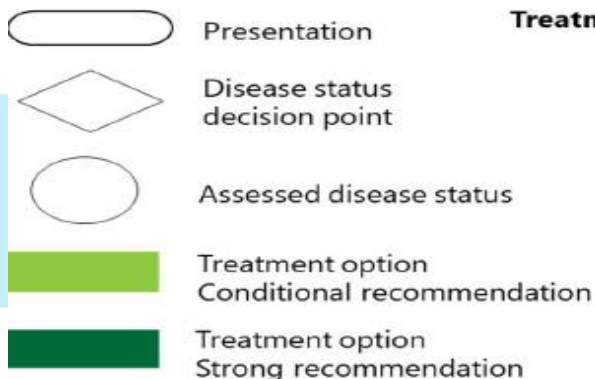 Presentation
Disease status
decision point
Assessed disease status
Treatment option
Conditional recommendation
Treatment option
Strong recommendation